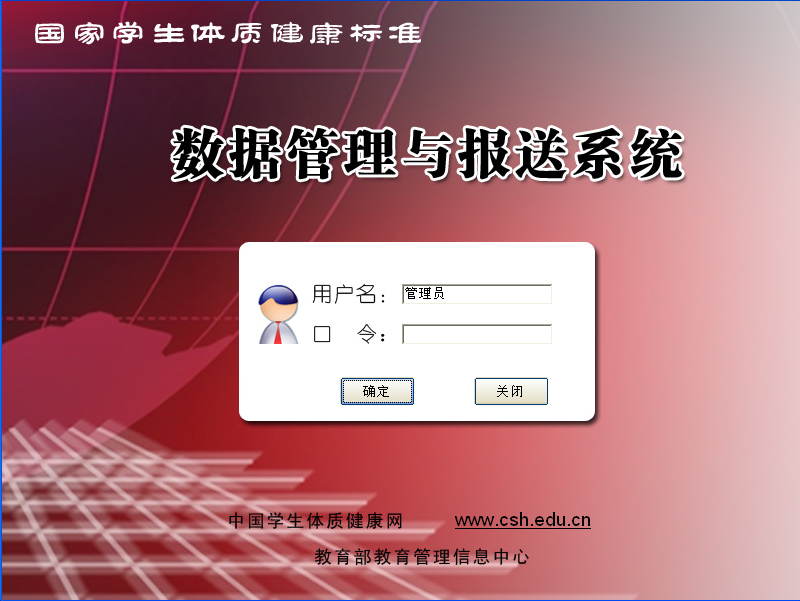 国家学生体质健康标准
数据管理与报送系统
用户名： 管理员
口 令：
确定 关闭
中国学生体质健康网 www.csh.edu.cn
教育部教育管理信息中心